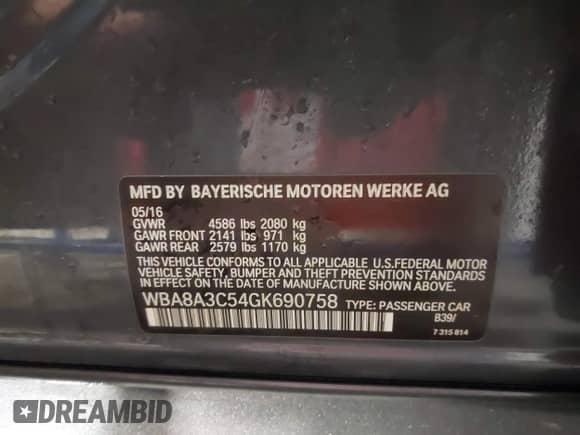 MFD BY BAYERISCHE MOTOREN WERKE AG
05/16
GVWR 4586 lbs 2080 kg
GAWR FRONT 2141 lbs 971 kg
GAWR REAR 2579 lbs 1170 kg
THIS VEHICLE CONFORMS TO ALL APPLICABLE U.S.FEDERAL MOTOR
VEHICLE SAFETY, BUMPER AND THEFT PREVENTION STANDARDS
IN EFFECT ON THE DATE OF MANUFACTURE SHOWN ABOVE.
WBA8A3C54GK690758 TYPE: PASSENGER CAR
B39/
7 315 814
DREAMBID